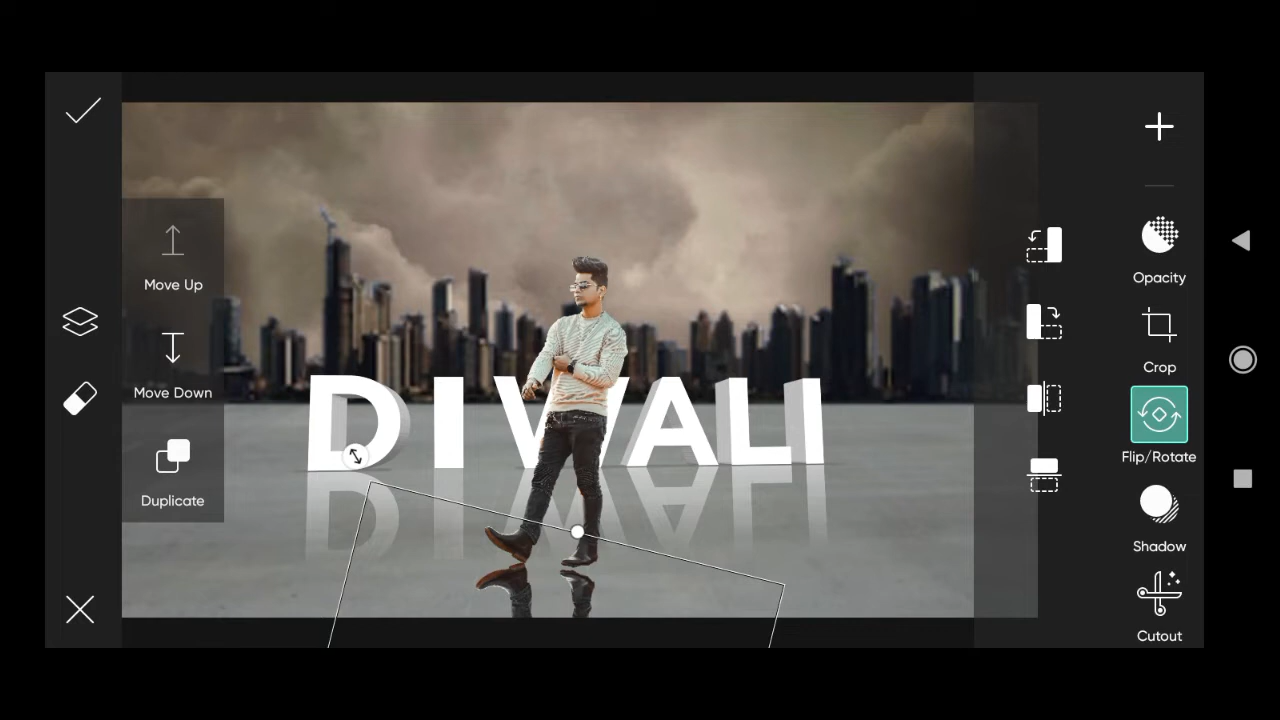 Move Up
Move Down
Duplicate
DIWALI
Opacity
Crop
Flip/Rotate
Shadow
Cutout